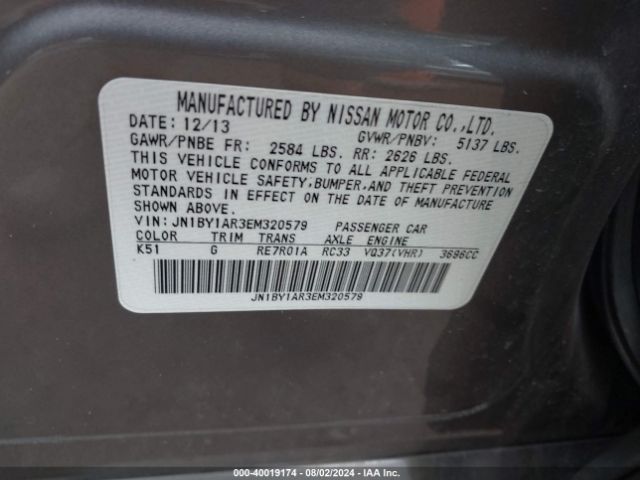 MANUFACTURED BY NISSAN MOTOR CO.,LTD.
DATE: 12/13 GVWR/PNBV: 5137 LBS.
GAWR/PNBE FR: 2584 LBS. RR: 2626 LBS.
THIS VEHICLE CONFORMS TO ALL APPLICABLE FEDERAL
MOTOR VEHICLE SAFETY, BUMPER, AND THEFT PREVENTION
STANDARDS IN EFFECT ON THE DATE OF MANUFACTURE
SHOWN ABOVE.
VIN: JN1BY1AR3EM320579 PASSENGER CAR
COLOR TRIM TRANS AXLE ENGINE
K51 G RE7R01A RC33 VQ37(VHR) 3696CC
JN1BY1AR3EM320579
000-40019174 - 08/02/2024 - IAA, Inc.